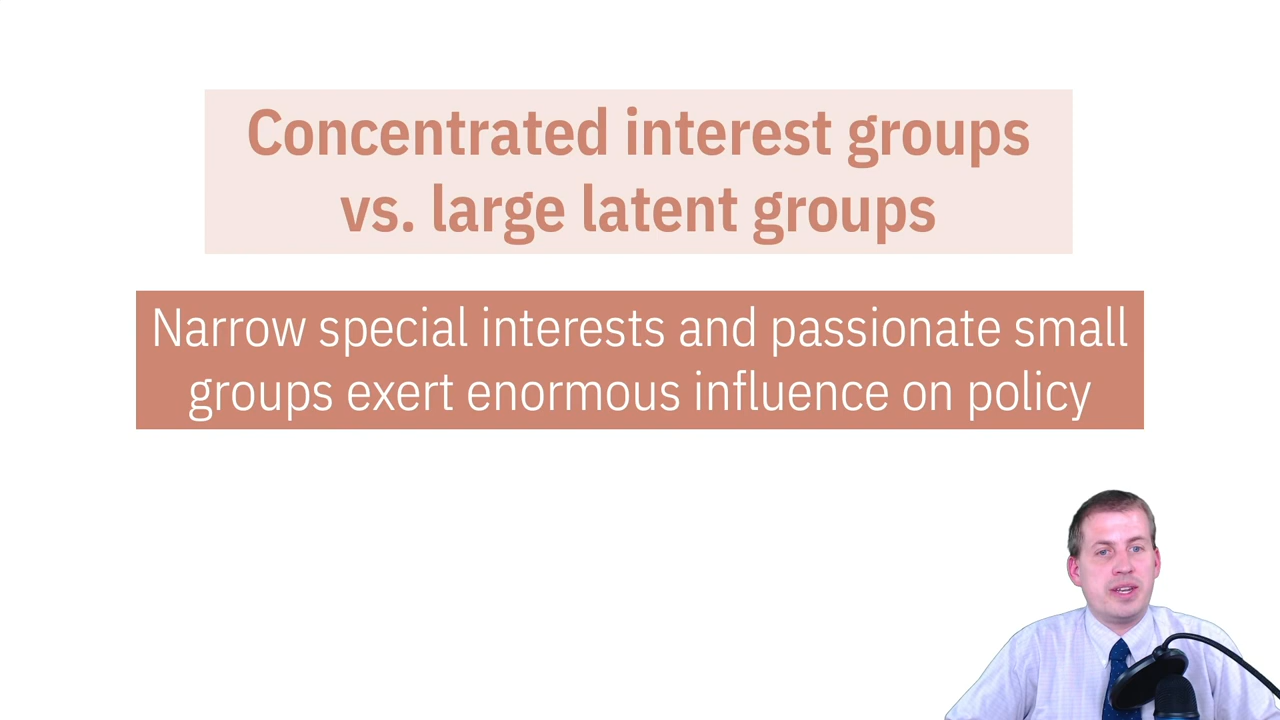 Concentrated interest groups
vs. large latent groups
Narrow special interests and passionate small
groups exert enormous influence on policy